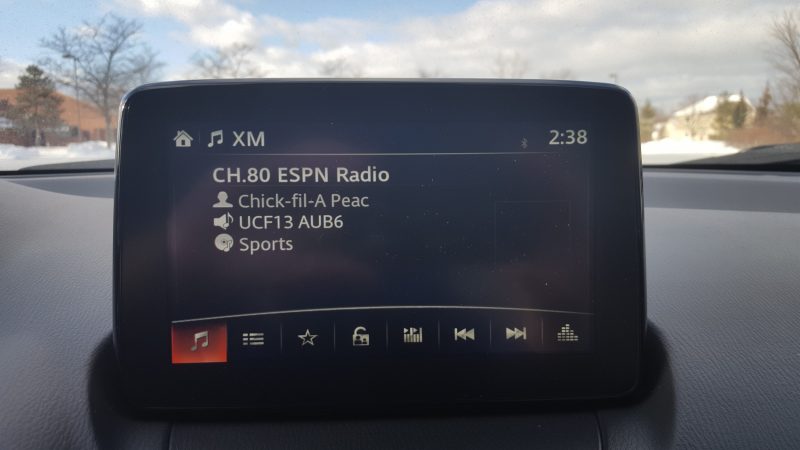 XM 2:38
CH.80 ESPN Radio
Chick-fil-A Peac
UCF13 AUB6
Sports